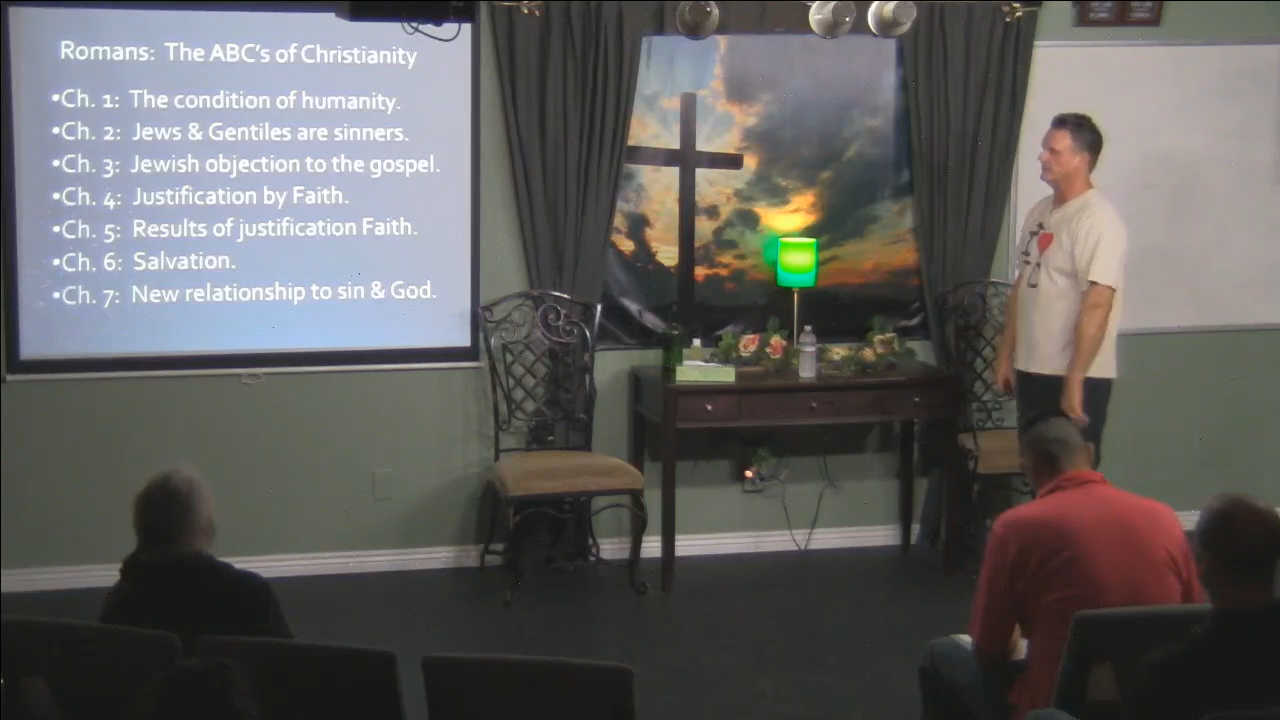 Romans: The ABC's of Christianity
•Ch. 1: The condition of humanity.
•Ch. 2: Jews & Gentiles are sinners.
•Ch. 3: Jewish objection to the gospel.
•Ch. 4: Justification by Faith.
•Ch. 5: Results of justification Faith.
•Ch. 6: Salvation.
•Ch. 7: New relationship to sin & God.
I